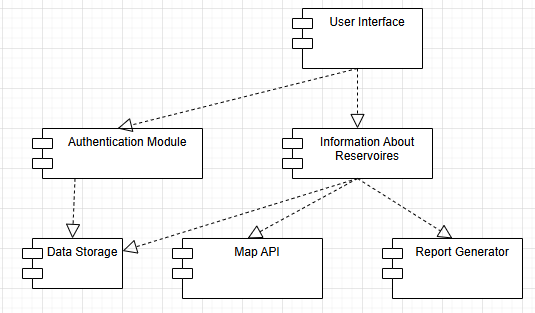 User Interface
Authentication Module
Information About
Reservoires
Data Storage
Map API
Report Generator